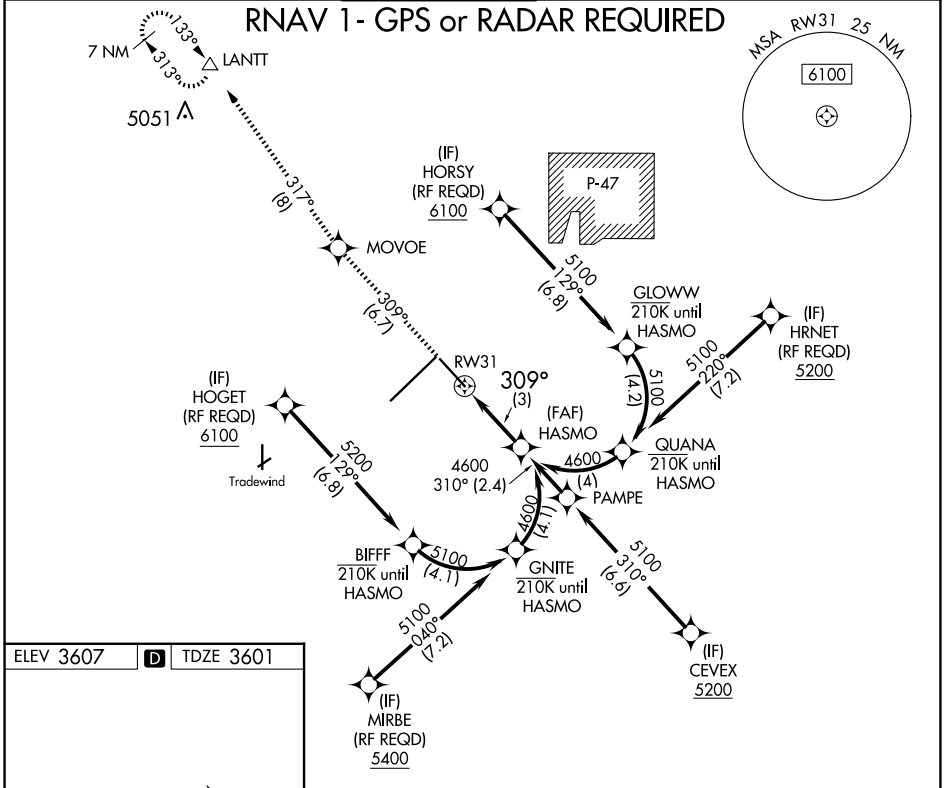 RNAV 1- GPS or RADAR REQUIRED
MSA RW31 25 NM
6100
7 NM
133°
313°
LANTT
5051
317°
(8)
MOVOE
309°
(6.7)
(IF)
HORSY
(RF REQD)
6100
P-47
5100
129°
(6.8)
GLOWW
210K until
HASMO
5100
(4.2)
(IF)
HRNET
(RF REQD)
5200
5100
220°
(7.2)
RW31
309°
(3)
(FAF)
HASMO
(IF)
HOGET
(RF REQD)
6100
Tradewind
5200
129°
(6.8)
4600
310° (2.4)
4600
(4)
QUANA
210K until
HASMO
PAMPE
4600
(4.1)
BIFFF
210K until
HASMO
5100
(4.1)
GNITE
210K until
HASMO
5100
310°
(6.6)
5100
040°
(7.2)
(IF)
CEVEX
5200
(IF)
MIRBE
(RF REQD)
5400
ELEV 3607 D TDZE 3601